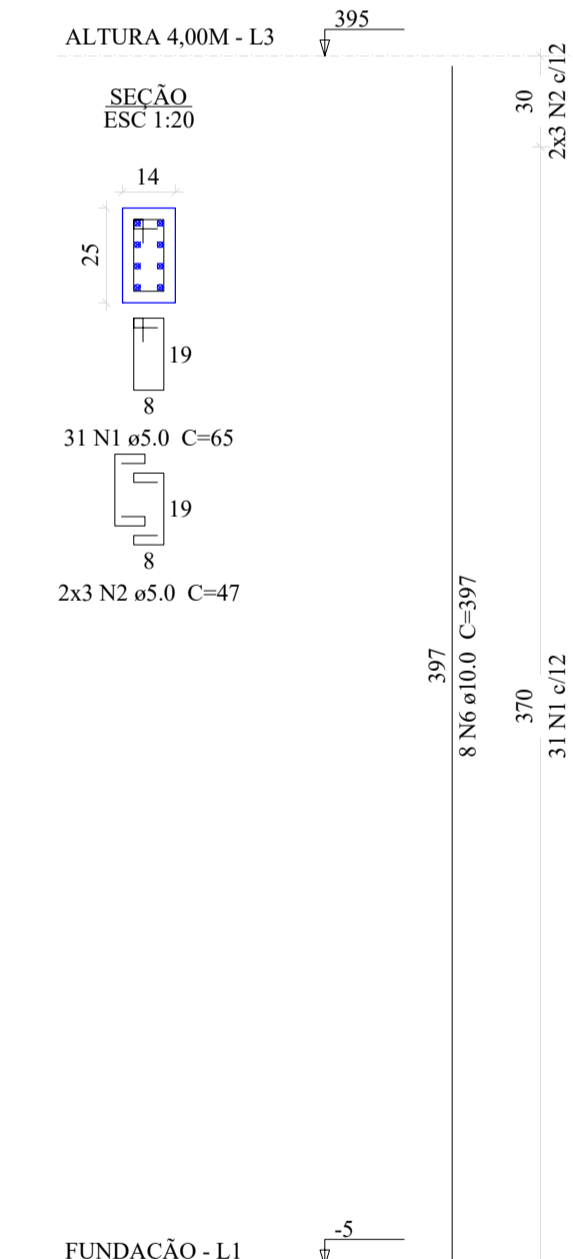 ALTURA 4,00M - L3
395
SEÇÃO
ESC 1:20
14
25
19
8
31 N1 ø5.0 C=65
19
8
2x3 N2 ø5.0 C=47
397
8 N6 ø10.0 C=397
30
2x3 N2 c/12
370
31 N1 c/12
FUNDAÇÃO - L1
-5